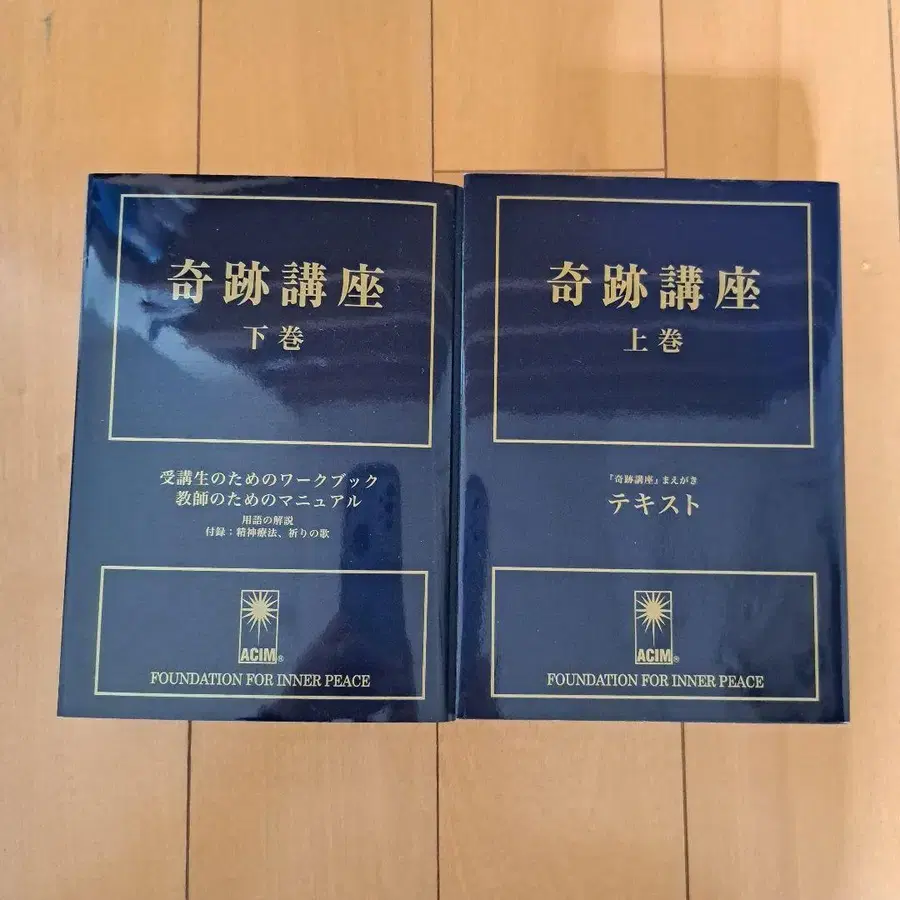 奇跡講座
下巻
受講生のためのワークブック
教師のためのマニュアル
用語の解説
付録：精神療法、祈りの歌
ACIM®
FOUNDATION FOR INNER PEACE
奇跡講座
上巻
「奇跡講座」まえがき
テキスト
ACIM®
FOUNDATION FOR INNER PEACE